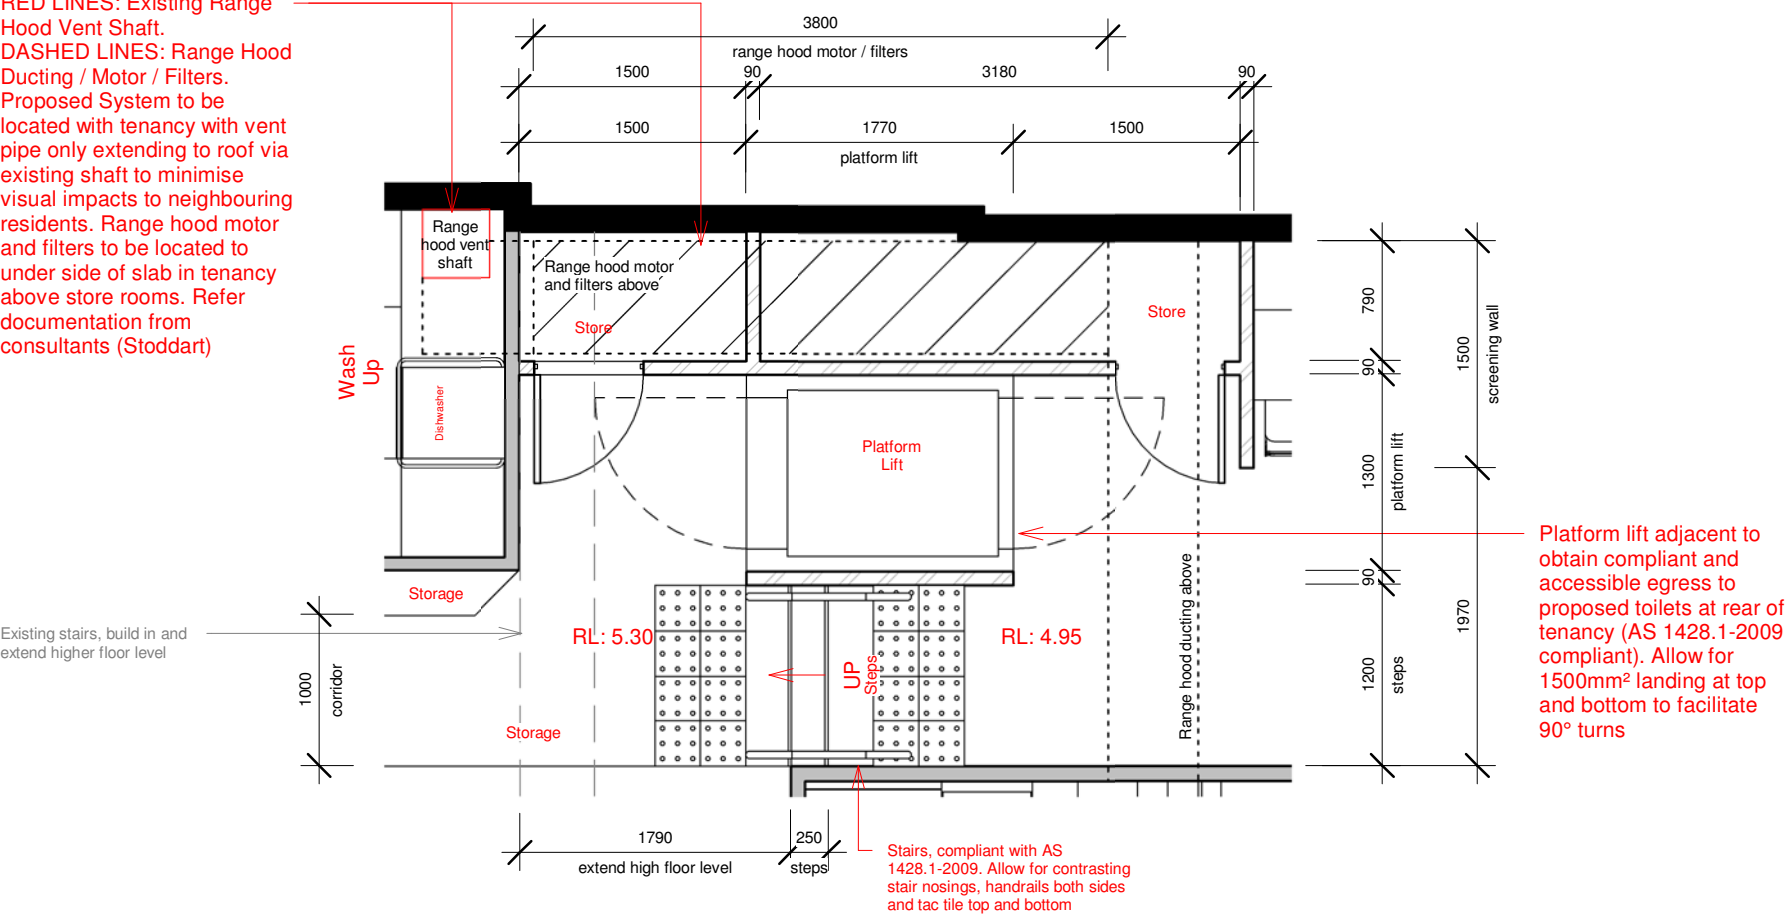 RED LINES: Existing Range
Hood Vent Shaft.
DASHED LINES: Range Hood
Ducting / Motor / Filters.
Proposed System to be
located with tenancy with vent
pipe only extending to roof via
existing shaft to minimise
visual impacts to neighbouring
residents. Range hood motor
and filters to be located to
under side of slab in tenancy
above store rooms. Refer
documentation from
consultants (Stoddart)
3800
range hood motor / filters
1500
90
3180
90
1500
1770
1500
platform lift
Range
hood vent
shaft
Range hood motor
and filters above
Store
Store
Wash
Up
Dishwasher
Platform
Lift
790
90
1300
platform lift
90
1200
steps
1500
screening wall
1970
Storage
Existing stairs, build in and
extend higher floor level
1000
corridor
RL: 5.30
UP
Steps
RL: 4.95
Range hood ducting above
Storage
Platform lift adjacent to
obtain compliant and
accessible egress to
proposed toilets at rear of
tenancy (AS 1428.1-2009
compliant). Allow for
1500mm² landing at top
and bottom to facilitate
90° turns
1790
extend high floor level
250
steps
Stairs, compliant with AS
1428.1-2009. Allow for contrasting
stair nosings, handrails both sides
and tac tile top and bottom